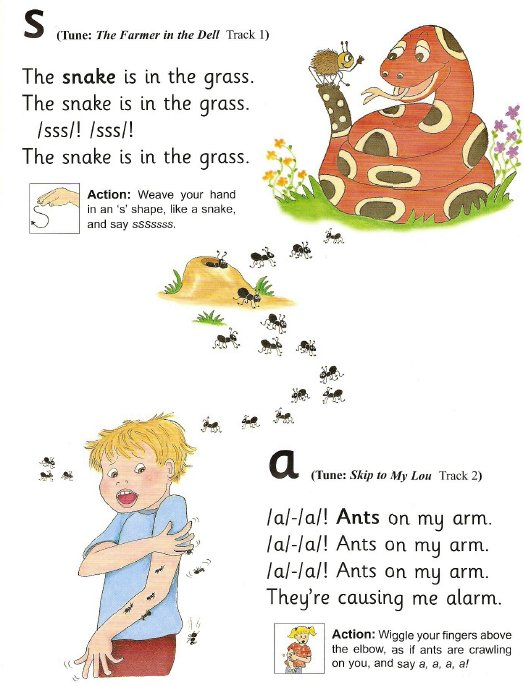 s (Tune: The Farmer in the Dell Track 1)
The snake is in the grass.
The snake is in the grass.
/sss/! /sss/!
The snake is in the grass.
Action: Weave your hand
in an ‘s’ shape, like a snake,
and say sssssss.
a (Tune: Skip to My Lou Track 2)
/a/-/a/! Ants on my arm.
/a/-/a/! Ants on my arm.
/a/-/a/! Ants on my arm.
They’re causing me alarm.
Action: Wiggle your fingers above
the elbow, as if ants are crawling
on you, and say a, a, a, a!